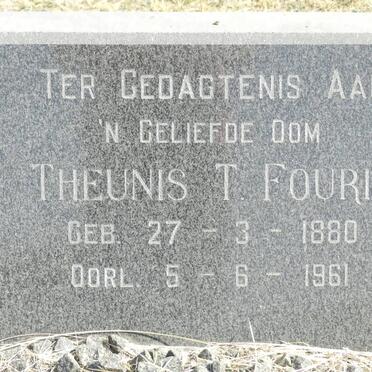 TER GEDAGTENIS AA
'N GELIEFDE OOM
THEUNIS T. FOURI
GEB. 27 - 3 - 1880
OORL. 5 - 6 - 1961